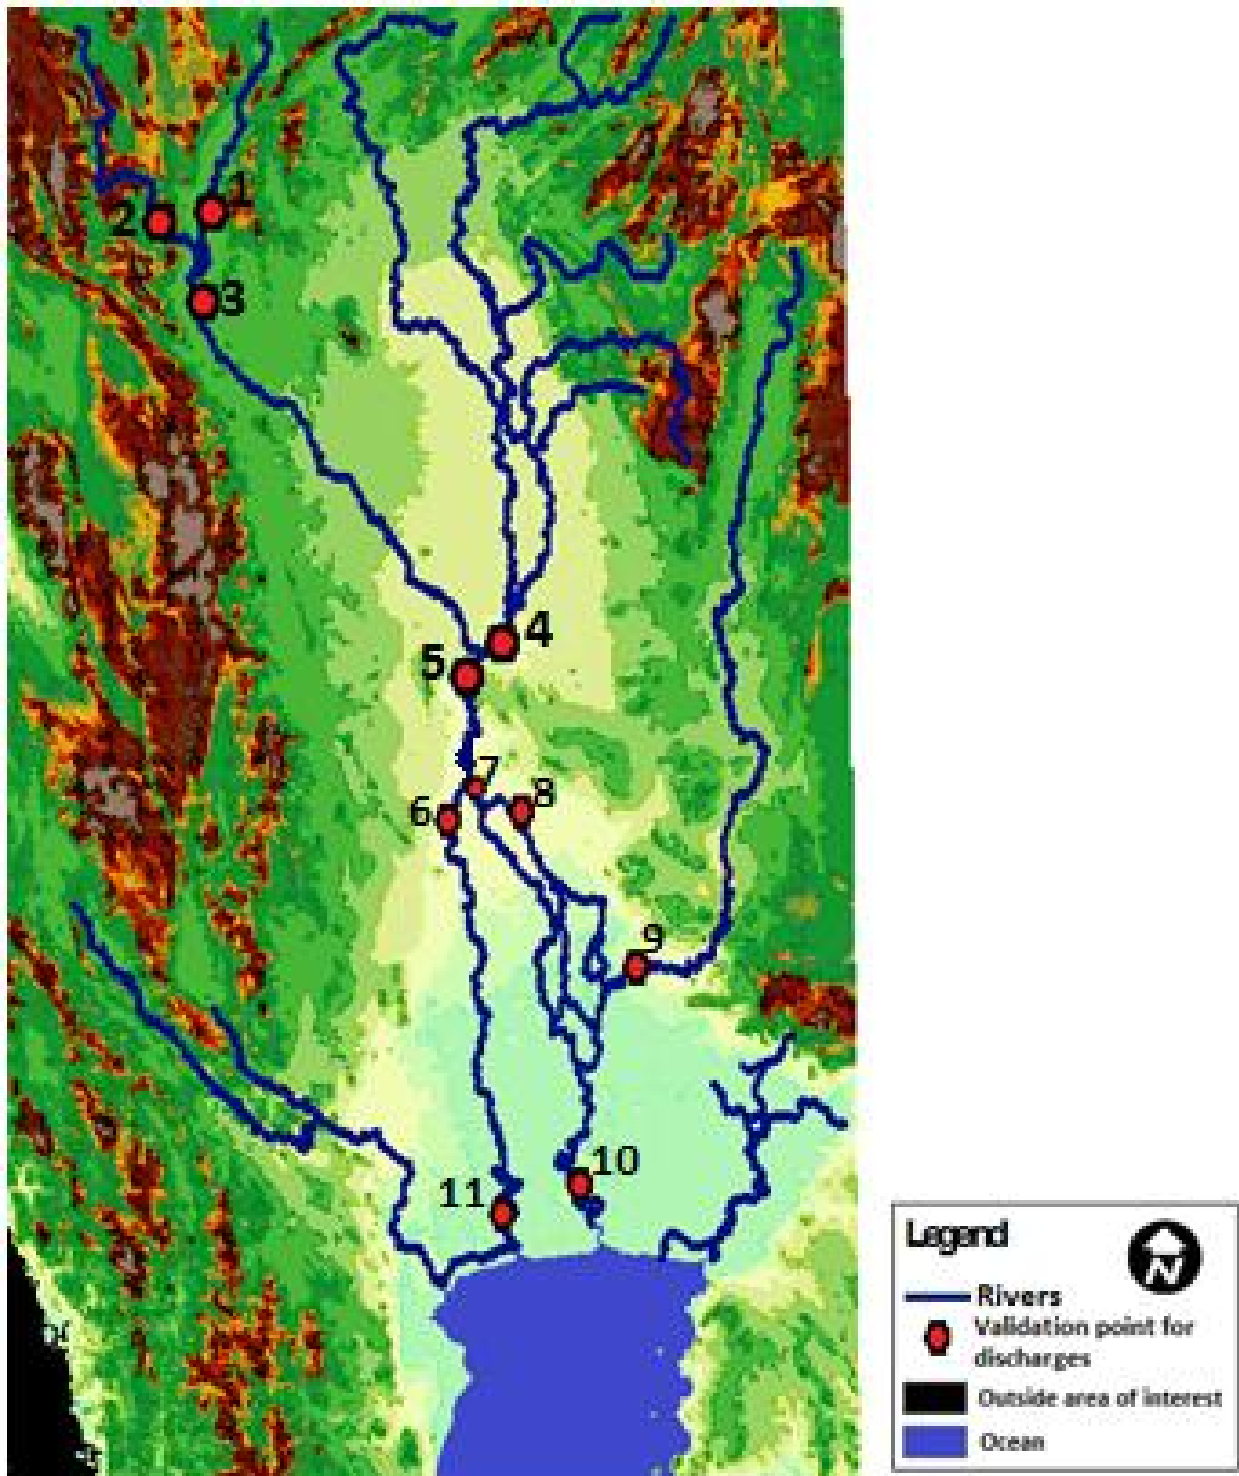 1
2
3
4
5
7
8
6
9
10
11
Legend
N
Rivers
Validation point for
discharges
Outside area of interest
Ocean